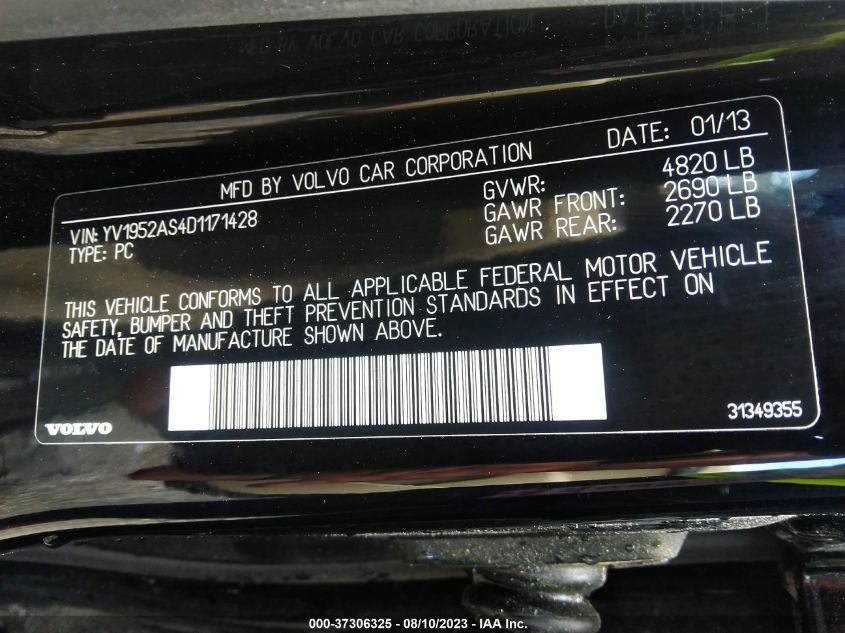 MFD BY VOLVO CAR CORPORATION DATE: 01/13
VIN: YV1952AS4D1171428
TYPE: PC
GVWR: 4820 LB
GAWR FRONT: 2690 LB
GAWR REAR: 2270 LB
THIS VEHICLE CONFORMS TO ALL APPLICABLE FEDERAL MOTOR VEHICLE
SAFETY, BUMPER AND THEFT PREVENTION STANDARDS IN EFFECT ON
THE DATE OF MANUFACTURE SHOWN ABOVE.
VOLVO
31349355
000-37306325 - 08/10/2023 - IAA Inc.